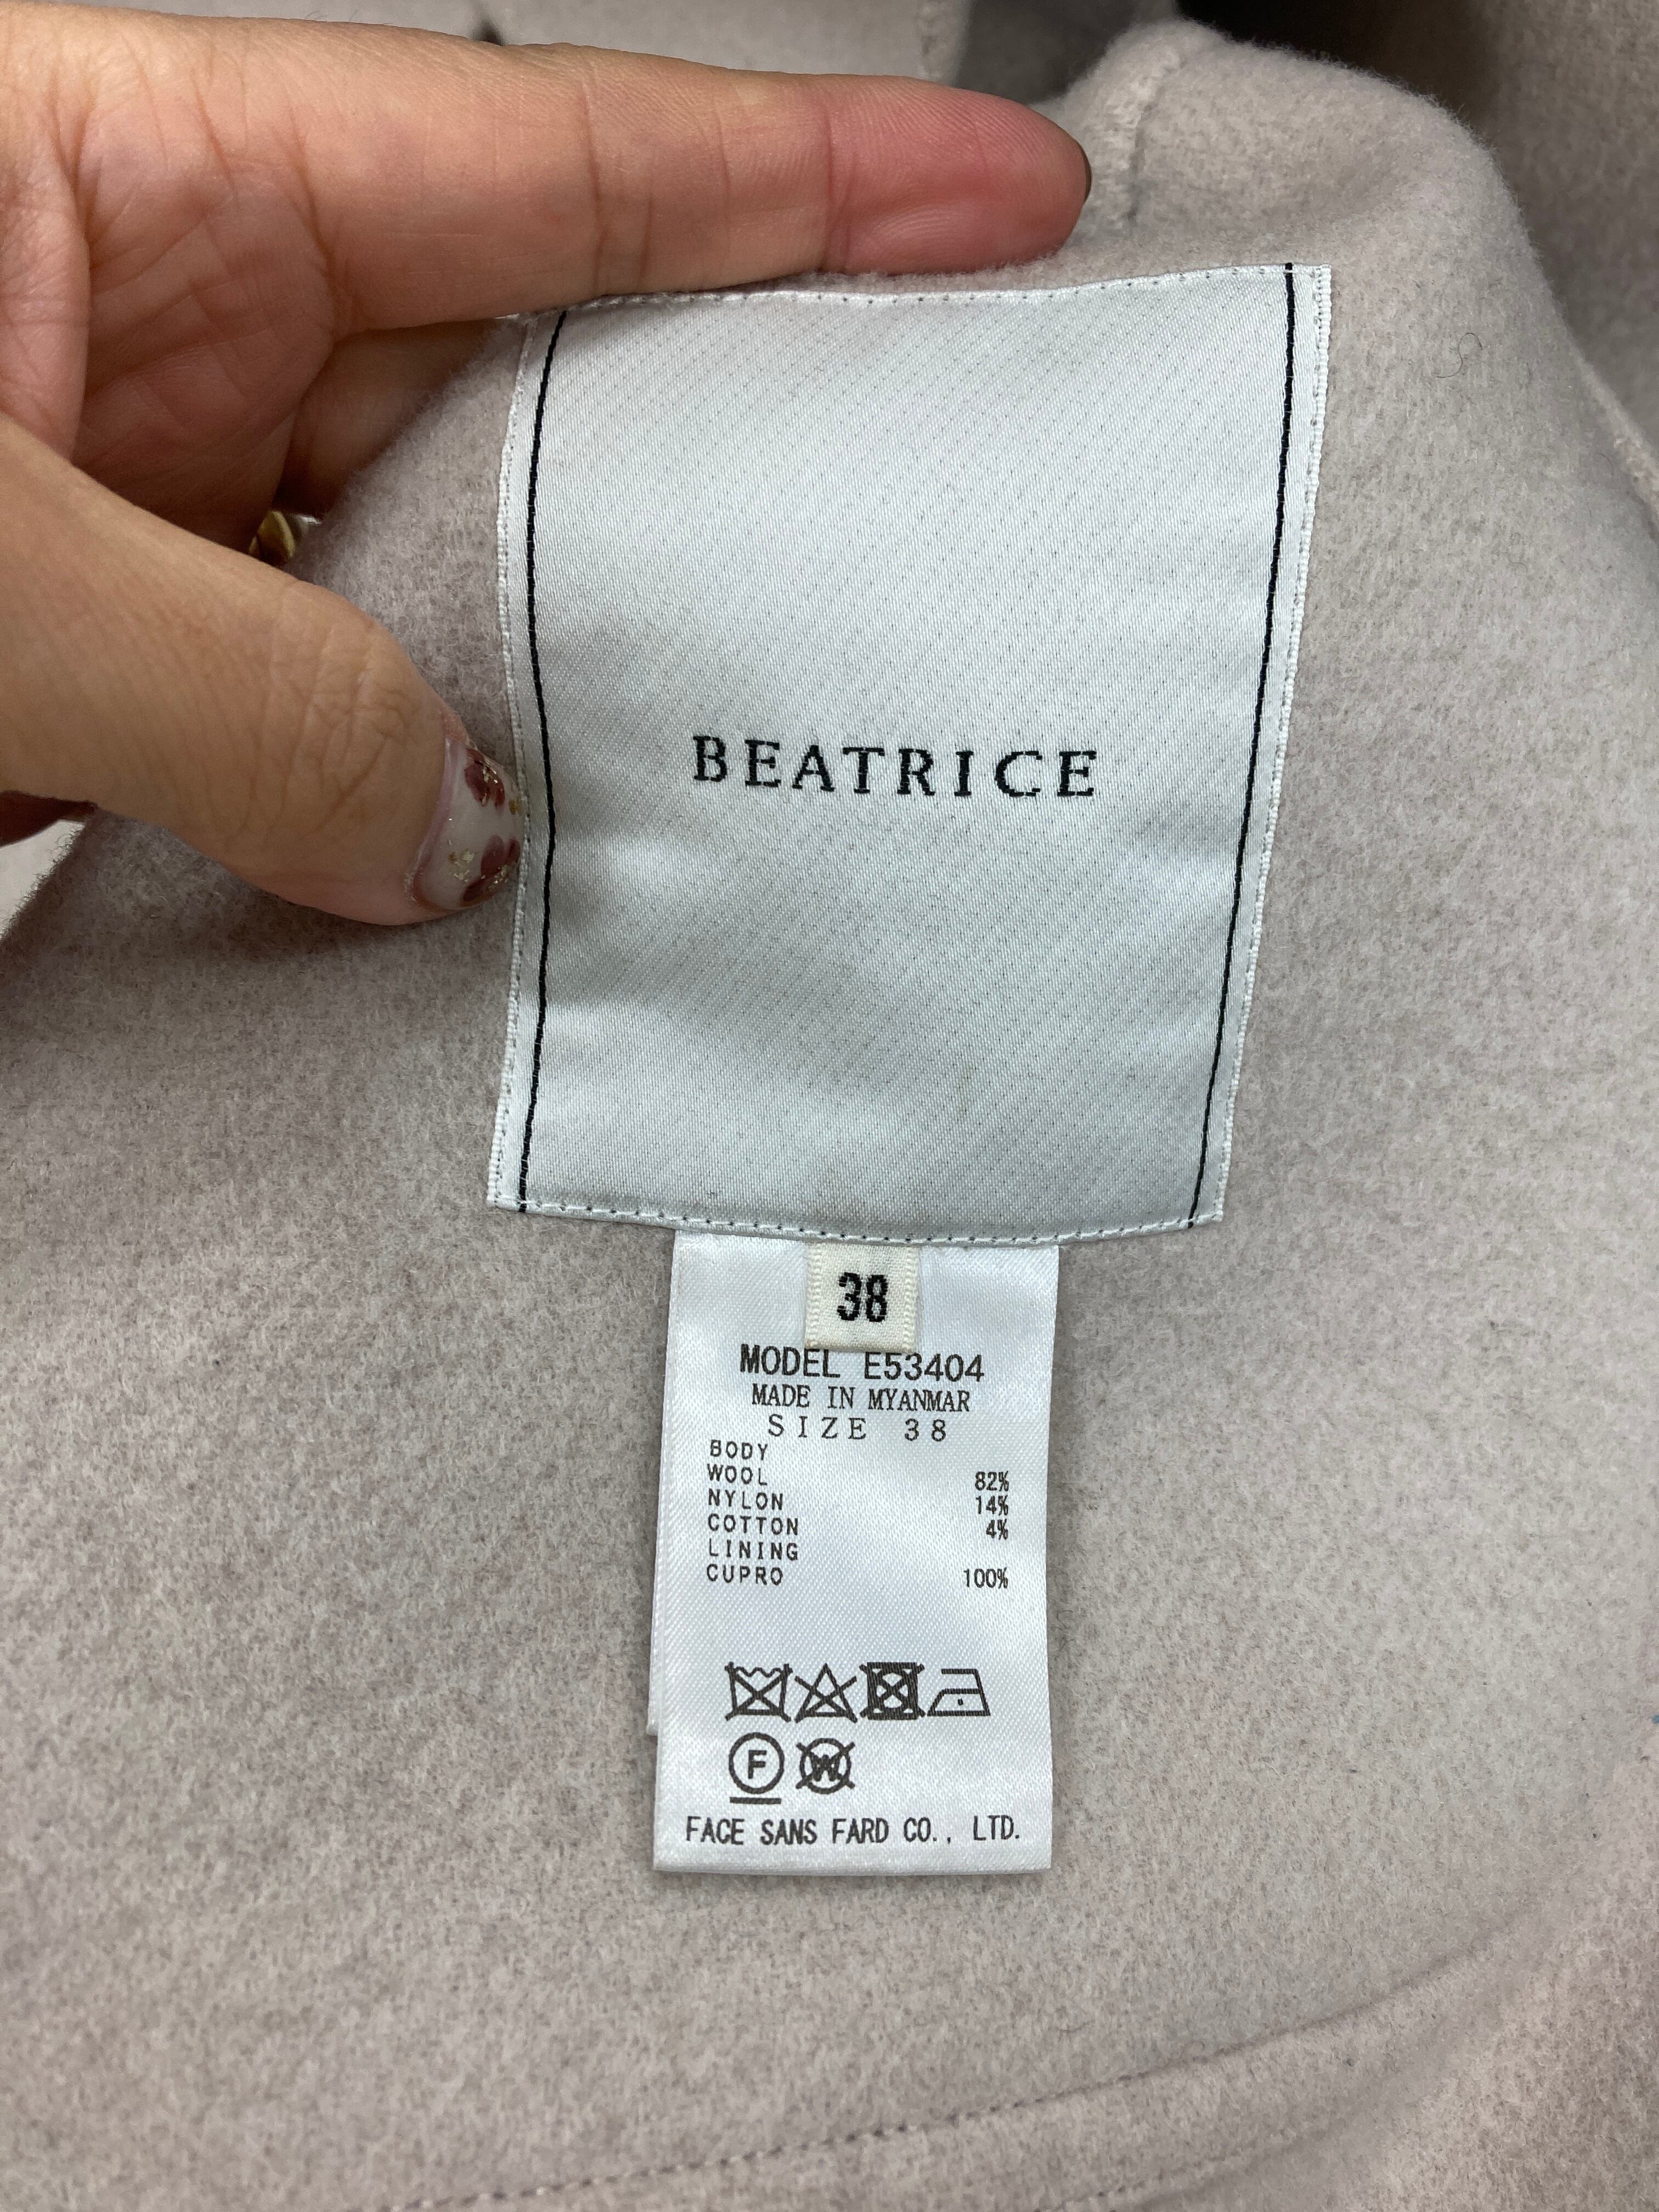 BEATRICE
38
MODEL E53404
MADE IN MYANMAR
SIZE 38
BODY
WOOL 82%
NYLON 14%
COTTON 4%
LINING
CUPRO 100%
F W
FACE SANS FARD CO., LTD.